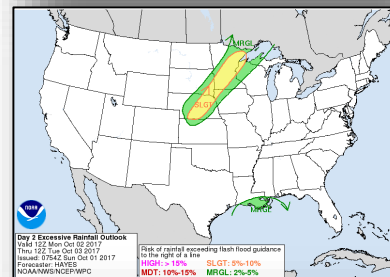 MRGL
SLGT
MRGL
NOAA
Day 2 Excessive Rainfall Outlook
Valid 12Z Mon Oct 02 2017
Thru 12Z Tue Oct 03 2017
Issued: 0754Z Sun Oct 01 2017
Forecaster: HAYES
NOAA/NWS/NCEP/WPC
Risk of rainfall exceeding flash flood guidance
to the right of a line
HIGH: > 15% SLGT: 5%-10%
MDT: 10%-15% MRGL: 2%-5%